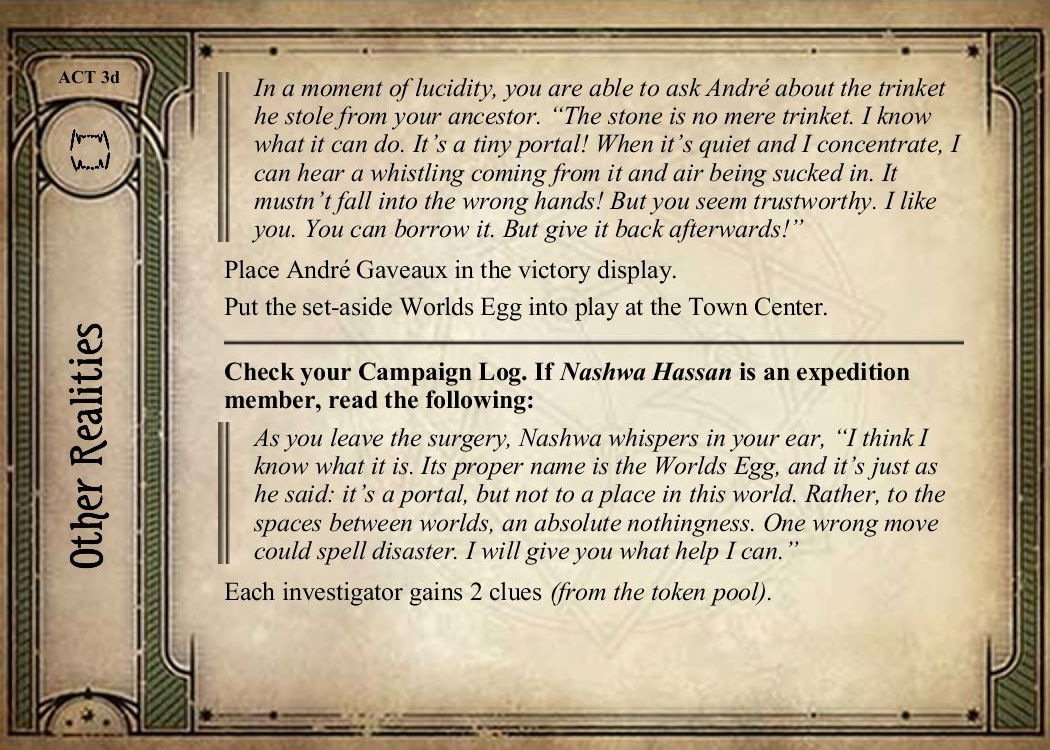 ACT 3d
Other Realities
In a moment of lucidity, you are able to ask André about the trinket
he stole from your ancestor. “The stone is no mere trinket. I know
what it can do. It’s a tiny portal! When it’s quiet and I concentrate, I
can hear a whistling coming from it and air being sucked in. It
mustn’t fall into the wrong hands! But you seem trustworthy. I like
you. You can borrow it. But give it back afterwards!”
Place André Gaveaux in the victory display.
Put the set-aside Worlds Egg into play at the Town Center.
Check your Campaign Log. If Nashwa Hassan is an expedition
member, read the following:
As you leave the surgery, Nashwa whispers in your ear, “I think I
know what it is. Its proper name is the Worlds Egg, and it’s just as
he said: it’s a portal, but not to a place in this world. Rather, to the
spaces between worlds, an absolute nothingness. One wrong move
could spell disaster. I will give you what help I can.”
Each investigator gains 2 clues (from the token pool).